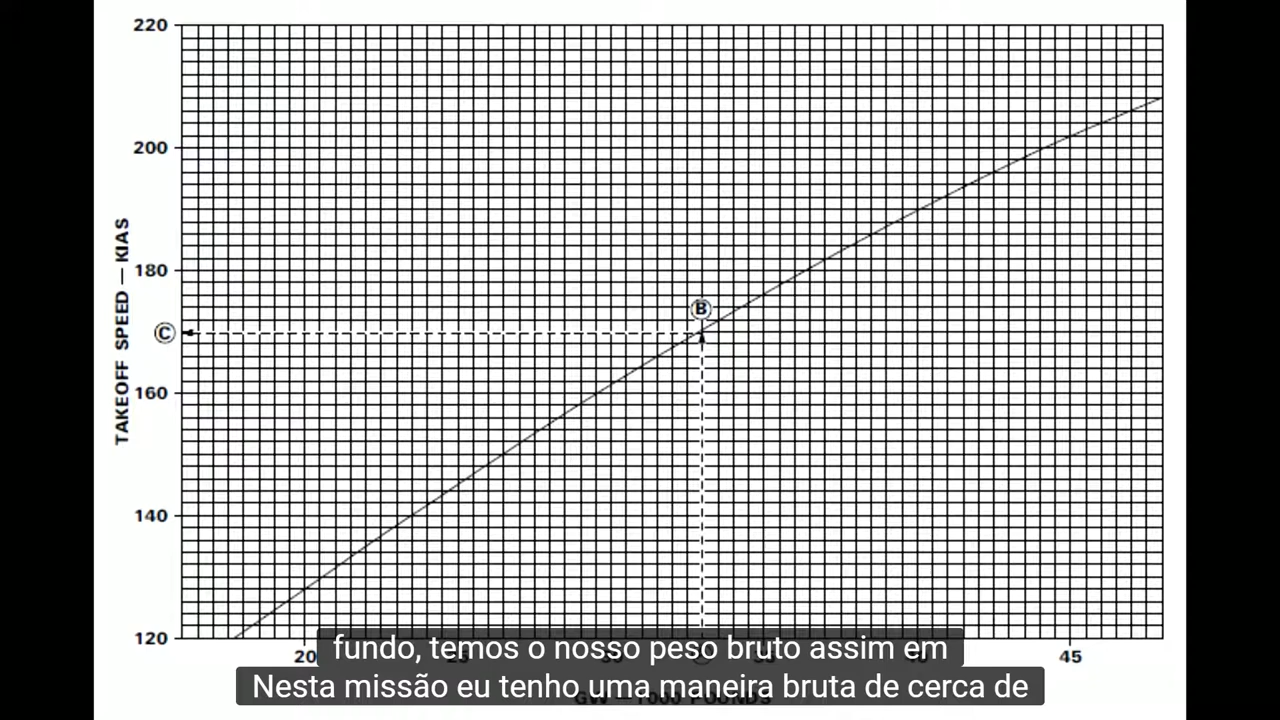 220
200
180
160
140
120
TAKEOFF SPEED — KIAS
B
C
20
45
fundo, temos o nosso peso bruto assim em
Nesta missão eu tenho uma maneira bruta de cerca de